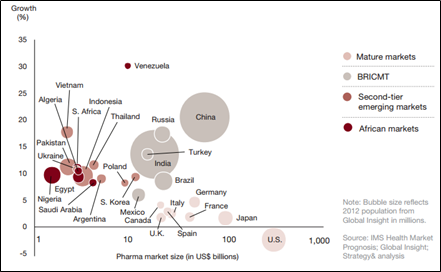 Growth
(%)
35
30
25
20
15
10
5
0
-5
1
10
100
1,000
Pharma market size (in US$ billions)
Venezuela
Vietnam
Algeria
S. Africa
Indonesia
Thailand
Russia
China
India
Turkey
Pakistan
Ukraine
Poland
Brazil
Egypt
Nigeria
Saudi Arabia
Argentina
S. Korea
Mexico
Canada
Italy
Germany
U.K.
Spain
France
Japan
U.S.
Mature markets
BRICMT
Second-tier
emerging markets
African markets
Note: Bubble size reflects
2012 population from
Global Insight in millions.
Source: IMS Health Market
Prognosis; Global Insight;
Strategy& analysis